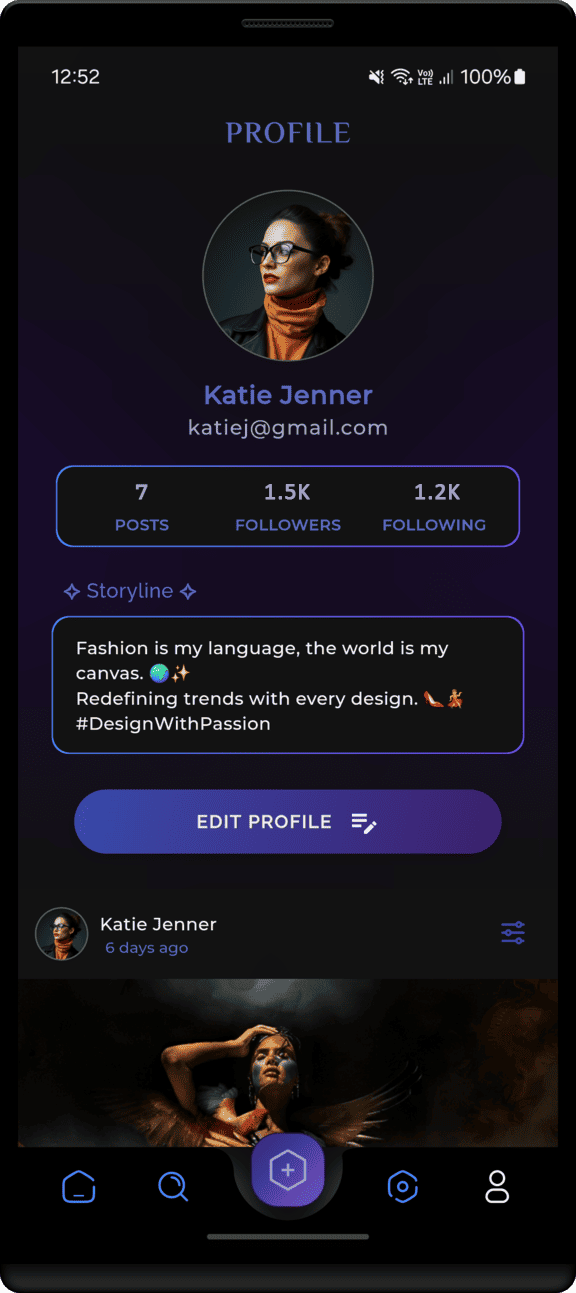 12:52
Vo))
LTE
100%
PROFILE
Katie Jenner
katiej@gmail.com
7 1.5K 1.2K
POSTS FOLLOWERS FOLLOWING
Storyline
Fashion is my language, the world is my
canvas. 🌍✨
Redefining trends with every design. 👠💃
#DesignWithPassion
EDIT PROFILE
Katie Jenner
6 days ago